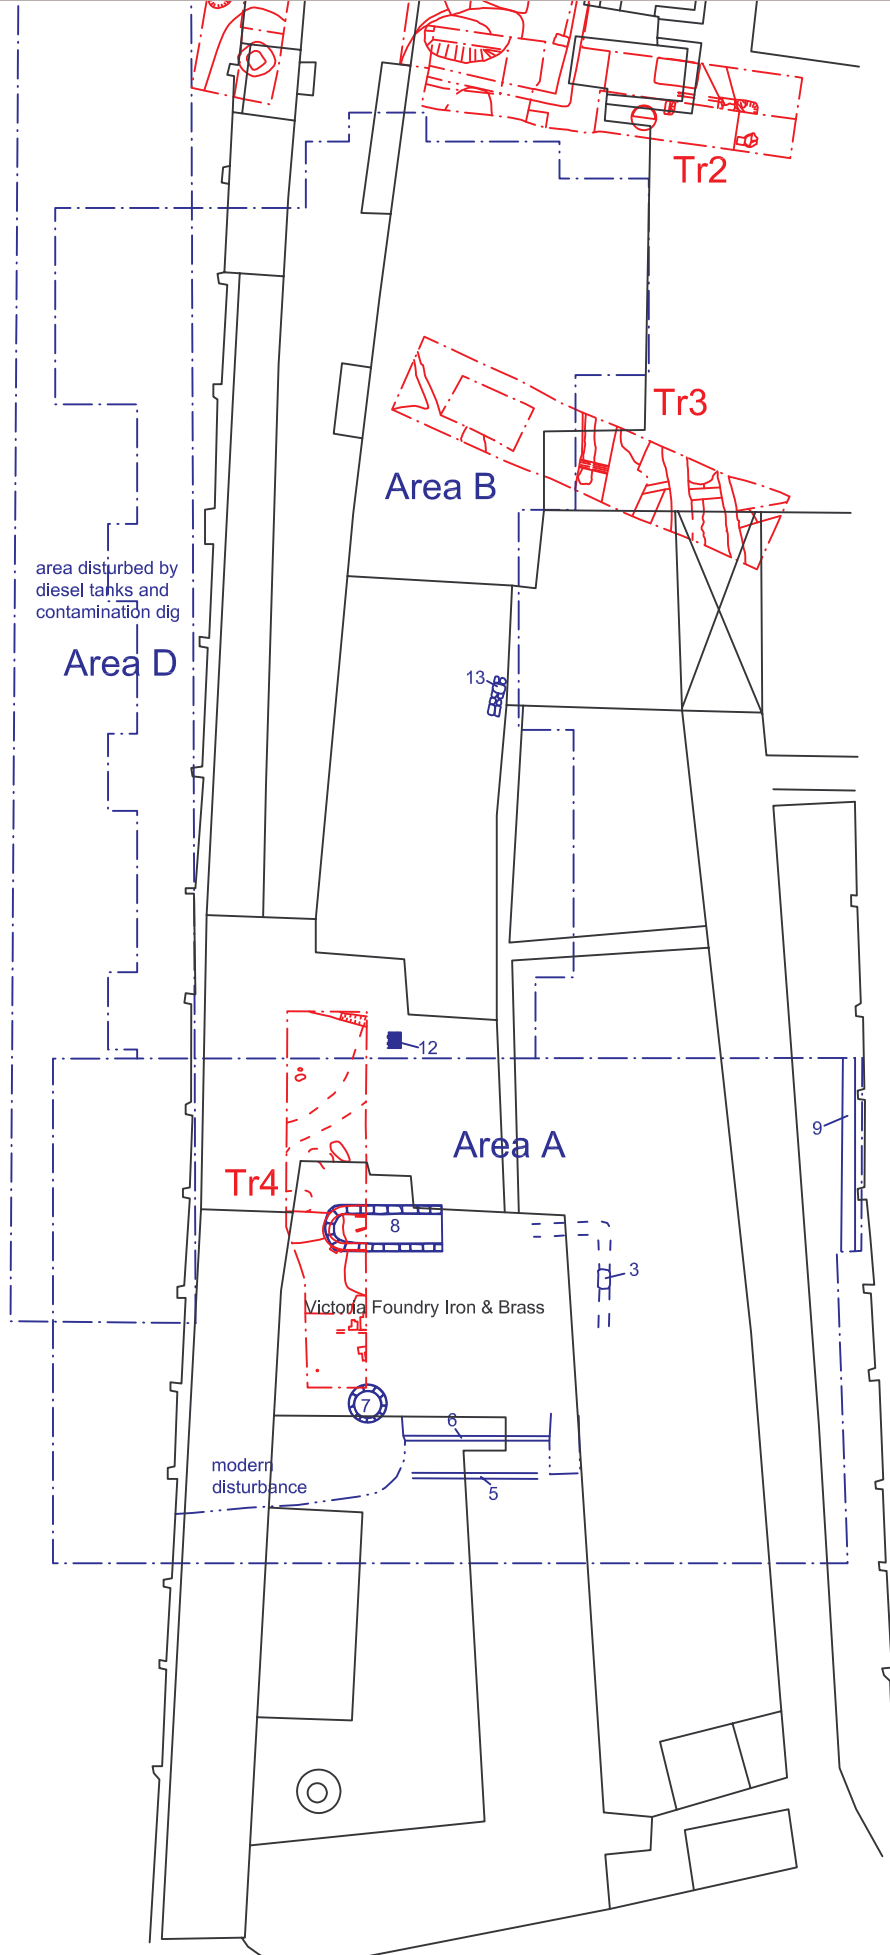 Tr2
Tr3
Area B
area disturbed by
diesel tanks and
contamination dig
Area D
13
12
9
Area A
Tr4
8
3
Victoria Foundry Iron & Brass
7
6
modern
disturbance
5